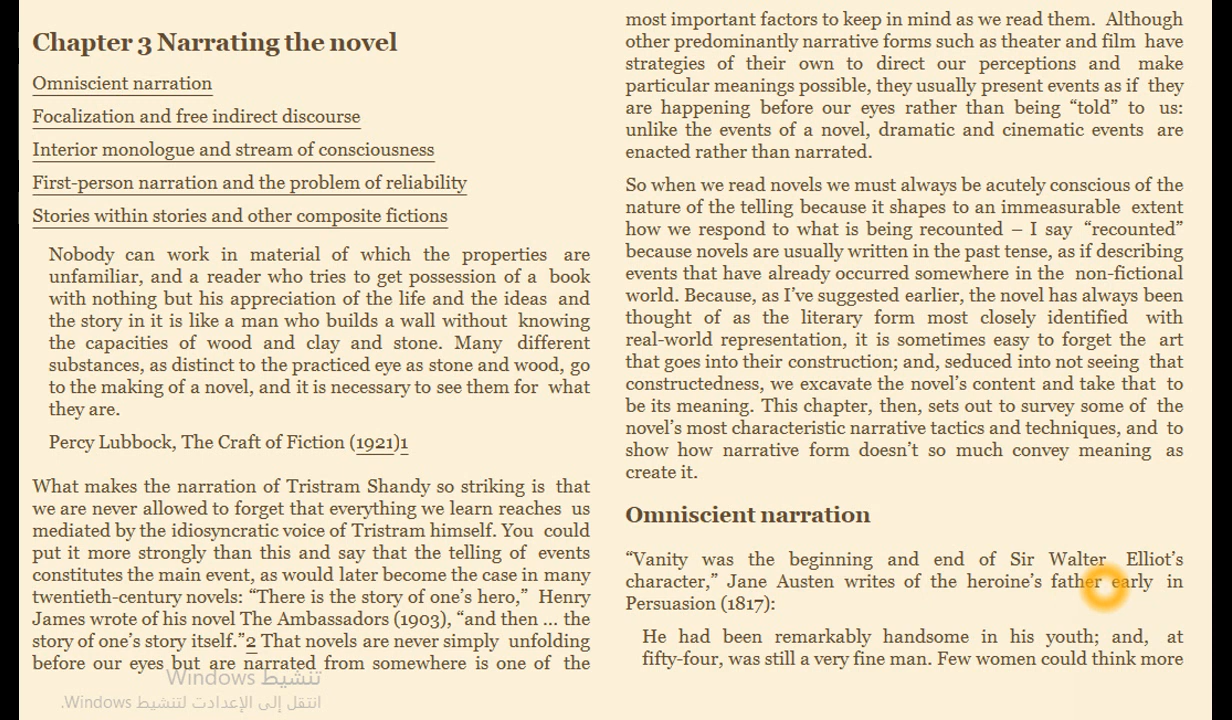 Chapter 3 Narrating the novel
Omniscient narration
Focalization and free indirect discourse
Interior monologue and stream of consciousness
First-person narration and the problem of reliability
Stories within stories and other composite fictions
Nobody can work in material of which the properties are
unfamiliar, and a reader who tries to get possession of a book
with nothing but his appreciation of the life and the ideas and
the story in it is like a man who builds a wall without knowing
the capacities of wood and clay and stone. Many different
substances, as distinct to the practiced eye as stone and wood, go
to the making of a novel, and it is necessary to see them for what
they are.
Percy Lubbock, The Craft of Fiction (1921)1
What makes the narration of Tristram Shandy so striking is that
we are never allowed to forget that everything we learn reaches us
mediated by the idiosyncratic voice of Tristram himself. You could
put it more strongly than this and say that the telling of events
constitutes the main event, as would later become the case in many
twentieth-century novels: “There is the story of one’s hero,” Henry
James wrote of his novel The Ambassadors (1903), “and then ... the
story of one’s story itself.”2 That novels are never simply unfolding
before our eyes but are narrated from somewhere is one of the
most important factors to keep in mind as we read them. Although
other predominantly narrative forms such as theater and film have
strategies of their own to direct our perceptions and make
particular meanings possible, they usually present events as if they
are happening before our eyes rather than being “told” to us:
unlike the events of a novel, dramatic and cinematic events are
enacted rather than narrated.
So when we read novels we must always be acutely conscious of the
nature of the telling because it shapes to an immeasurable extent
how we respond to what is being recounted – I say “recounted”
because novels are usually written in the past tense, as if describing
events that have already occurred somewhere in the non-fictional
world. Because, as I’ve suggested earlier, the novel has always been
thought of as the literary form most closely identified with
real-world representation, it is sometimes easy to forget the art
that goes into their construction; and, seduced into not seeing that
constructedness, we excavate the novel’s content and take that to
be its meaning. This chapter, then, sets out to survey some of the
novel’s most characteristic narrative tactics and techniques, and to
show how narrative form doesn’t so much convey meaning as
create it.
Omniscient narration
“Vanity was the beginning and end of Sir Walter Elliot’s
character,” Jane Austen writes of the heroine’s father early in
Persuasion (1817):
He had been remarkably handsome in his youth; and, at
fifty-four, was still a very fine man. Few women could think more
تنشيط Windows
انتقل إلى الإعدادت لتنشيط Windows.